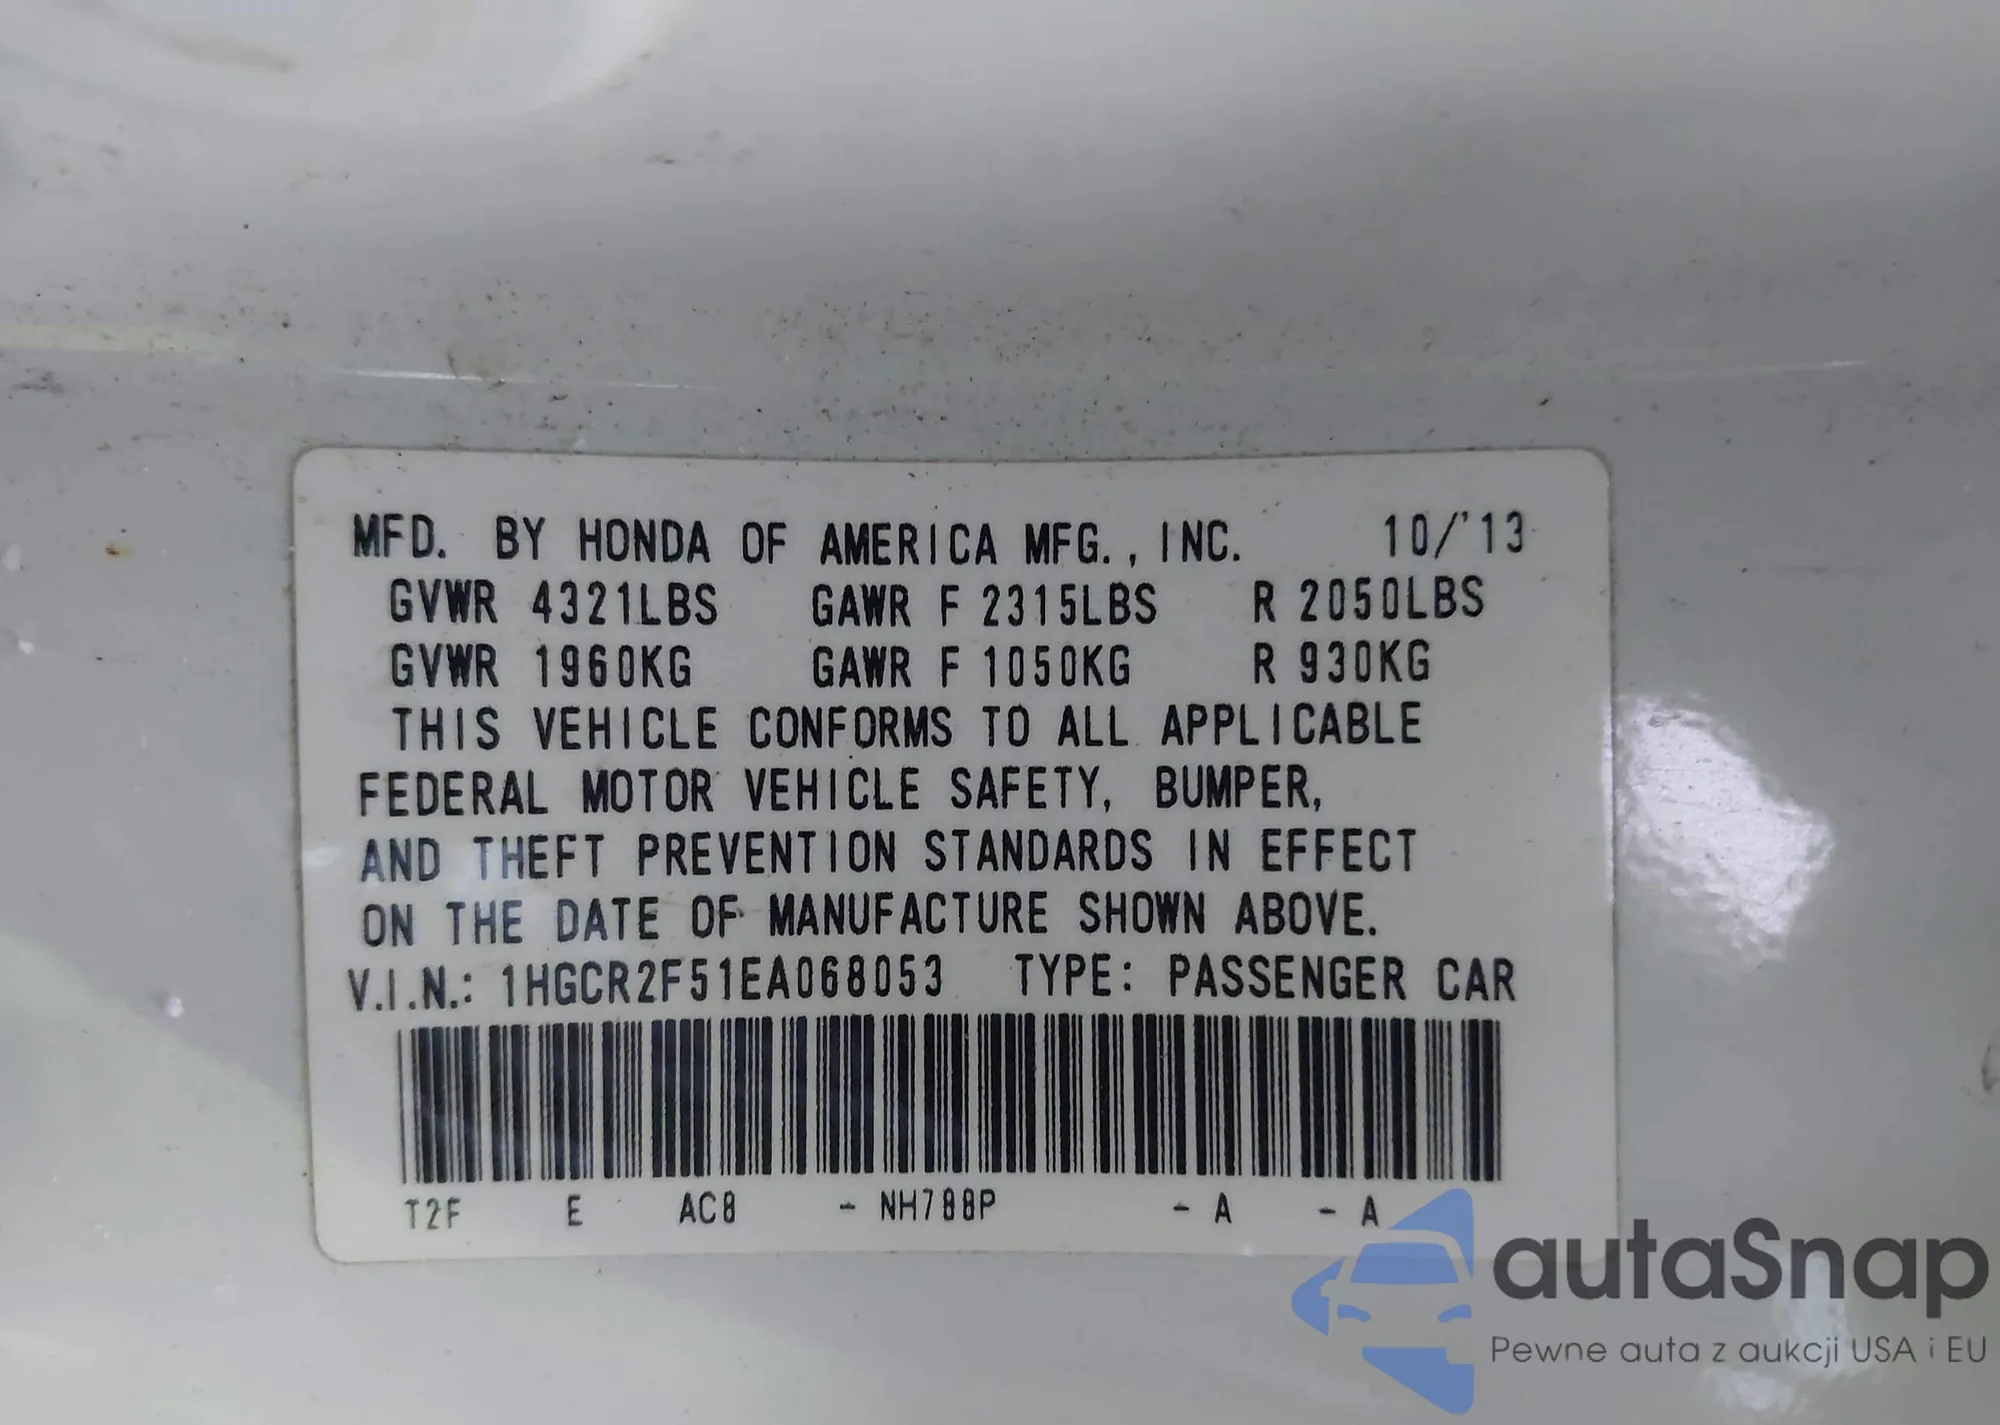 MFD. BY HONDA OF AMERICA MFG., INC. 10/'13
GVWR 4321LBS GAWR F 2315LBS R 2050LBS
GVWR 1960KG GAWR F 1050KG R 930KG
THIS VEHICLE CONFORMS TO ALL APPLICABLE
FEDERAL MOTOR VEHICLE SAFETY, BUMPER,
AND THEFT PREVENTION STANDARDS IN EFFECT
ON THE DATE OF MANUFACTURE SHOWN ABOVE.
V.I.N.: 1HGCR2F51EA068053 TYPE: PASSENGER CAR
T2F E AC8 - NH788P - A - A
autaSnap
Pewne auta z aukcji USA i EU